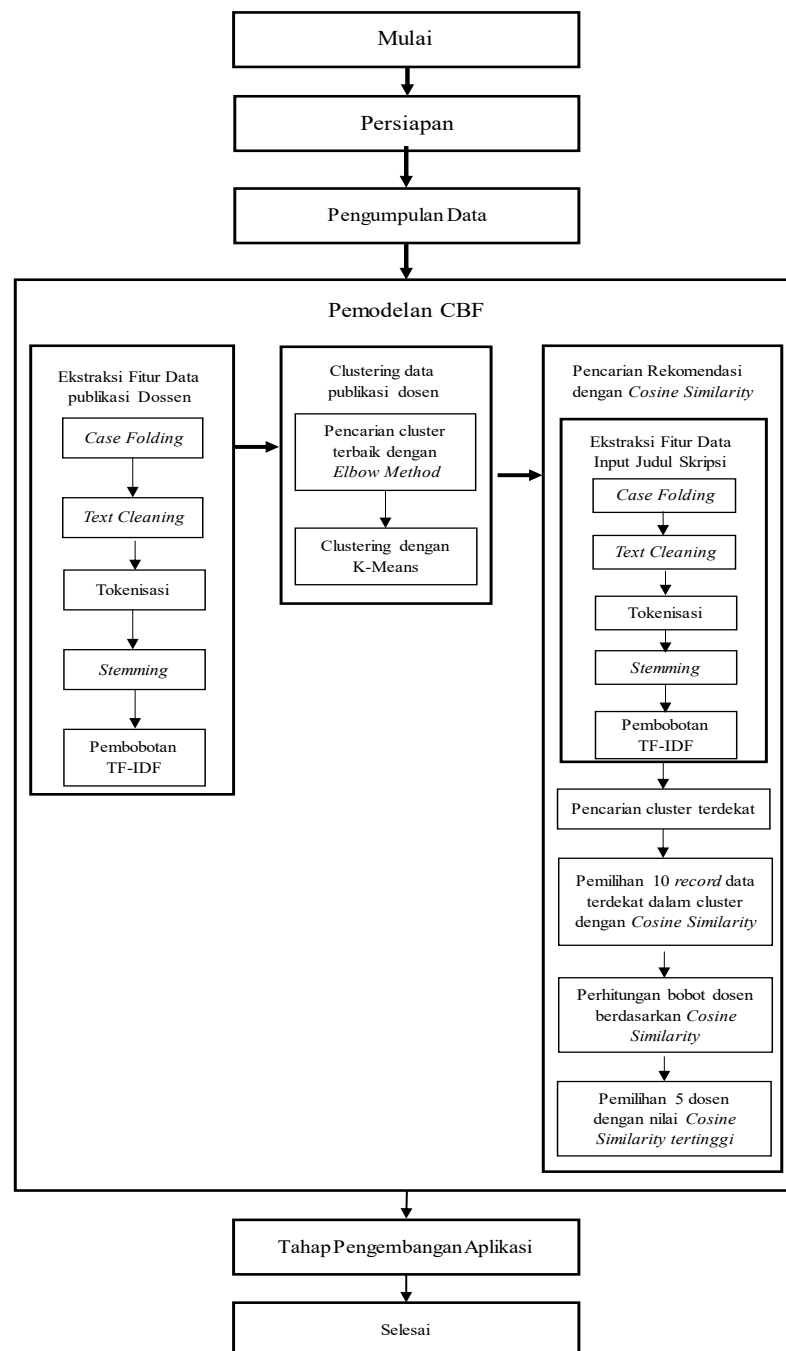 Mulai
Persiapan
Pengumpulan Data
Pemodelan CBF
Ekstraksi Fitur Data
publikasi Dossen
Case Folding
Text Cleaning
Tokenisasi
Stemming
Pembobotan
TF-IDF
Clustering data
publikasi dosen
Pencarian cluster
terbaik dengan
Elbow Method
Clustering dengan
K-Means
Pencarian Rekomendasi
dengan Cosine Similarity
Ekstraksi Fitur Data
Input Judul Skripsi
Case Folding
Text Cleaning
Tokenisasi
Stemming
Pembobotan
TF-IDF
Pencarian cluster terdekat
Pemilihan 10 record data
terdekat dalam cluster
dengan Cosine Similarity
Perhitungan bobot dosen
berdasarkan Cosine
Similarity
Pemilihan 5 dosen
dengan nilai Cosine
Similarity tertinggi
Tahap Pengembangan Aplikasi
Selesai